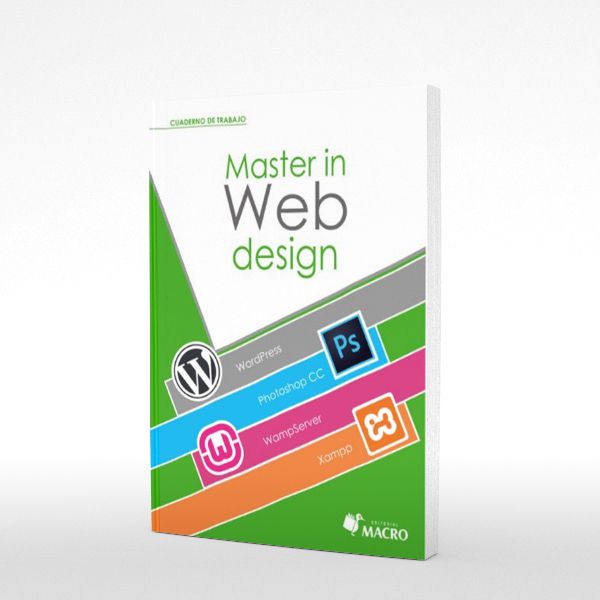 CUADERNO DE TRABAJO
Master in
Web
design
WordPress
Ps
Photoshop CC
WampServer
Xampp
EDITORIAL
MACRO